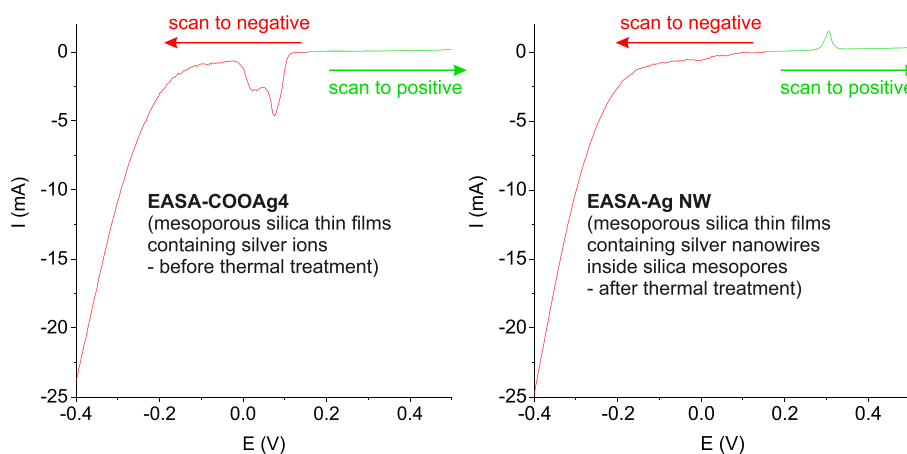 scan to negative
0
-5
-10
-15
-20
-25
I (mA)
scan to positive
EASA-COOAg4
(mesoporous silica thin films
containing silver ions
- before thermal treatment)
-0.4
-0.2
0.0
0.2
0.4
E (V)
scan to negative
0
-5
-10
-15
-20
-25
I (mA)
scan to positive
EASA-Ag NW
(mesoporous silica thin films
containing silver nanowires
inside silica mesopores
- after thermal treatment)
-0.4
-0.2
0.0
0.2
0.4
E (V)